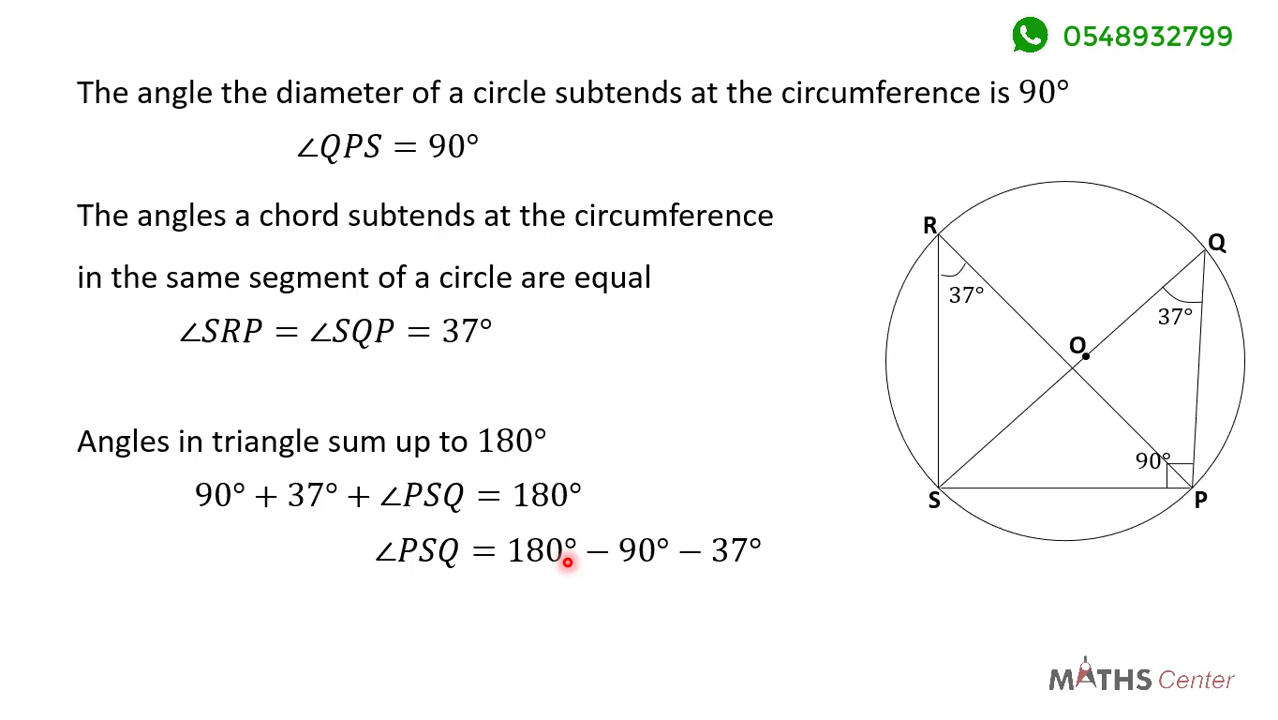 0548932799
The angle the diameter of a circle subtends at the circumference is 90°
∠QPS = 90°
The angles a chord subtends at the circumference
in the same segment of a circle are equal
∠SRP = ∠SQP = 37°
Angles in triangle sum up to 180°
90° + 37° + ∠PSQ = 180°
∠PSQ = 180° − 90° − 37°
R
Q
37°
37°
O
90°
S
P
MATHS Center